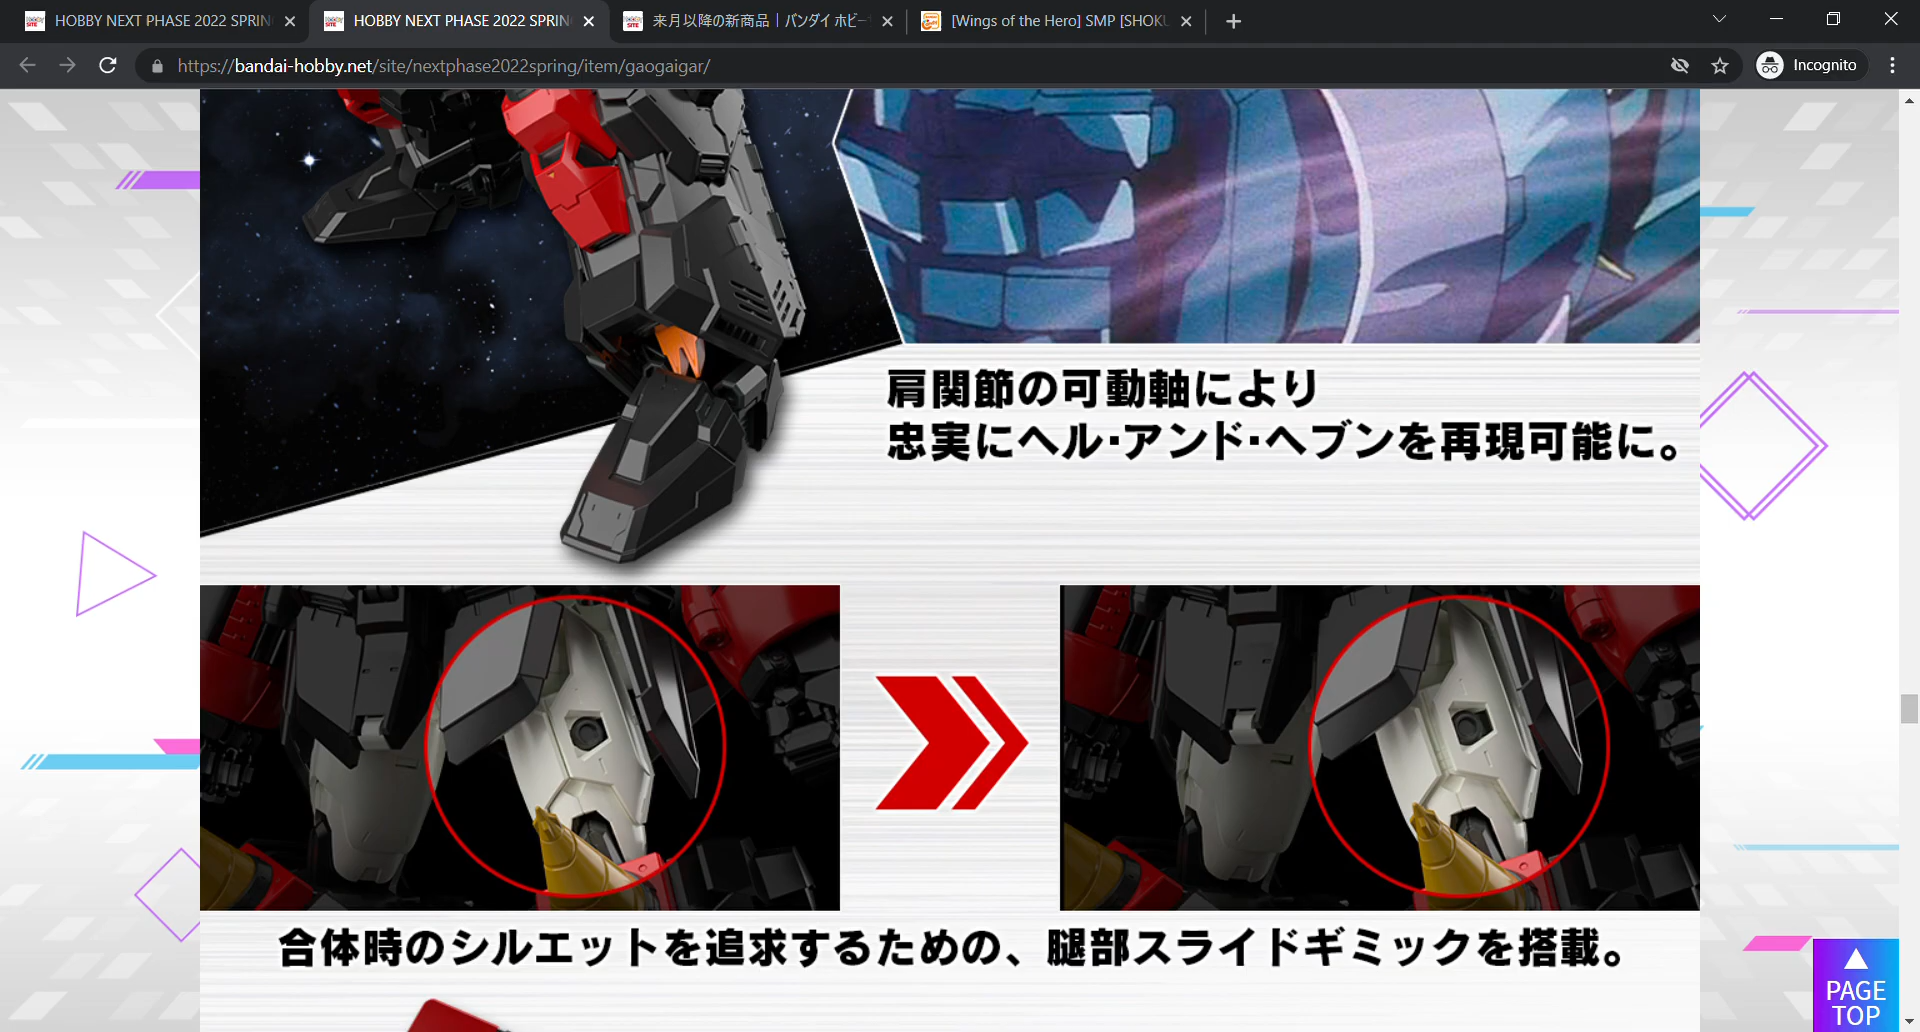 HOBBY NEXT PHASE 2022 SPRIN
HOBBY NEXT PHASE 2022 SPRIN
来月以降の新商品｜バンダイ ホビー
[Wings of the Hero] SMP [SHOKU
https://bandai-hobby.net/site/nextphase2022spring/item/gaogaigar/
Incognito
肩関節の可動軸により
忠実にヘル・アンド・ヘブンを再現可能に。
合体時のシルエットを追求するための、腿部スライドギミックを搭載。
PAGE
TOP